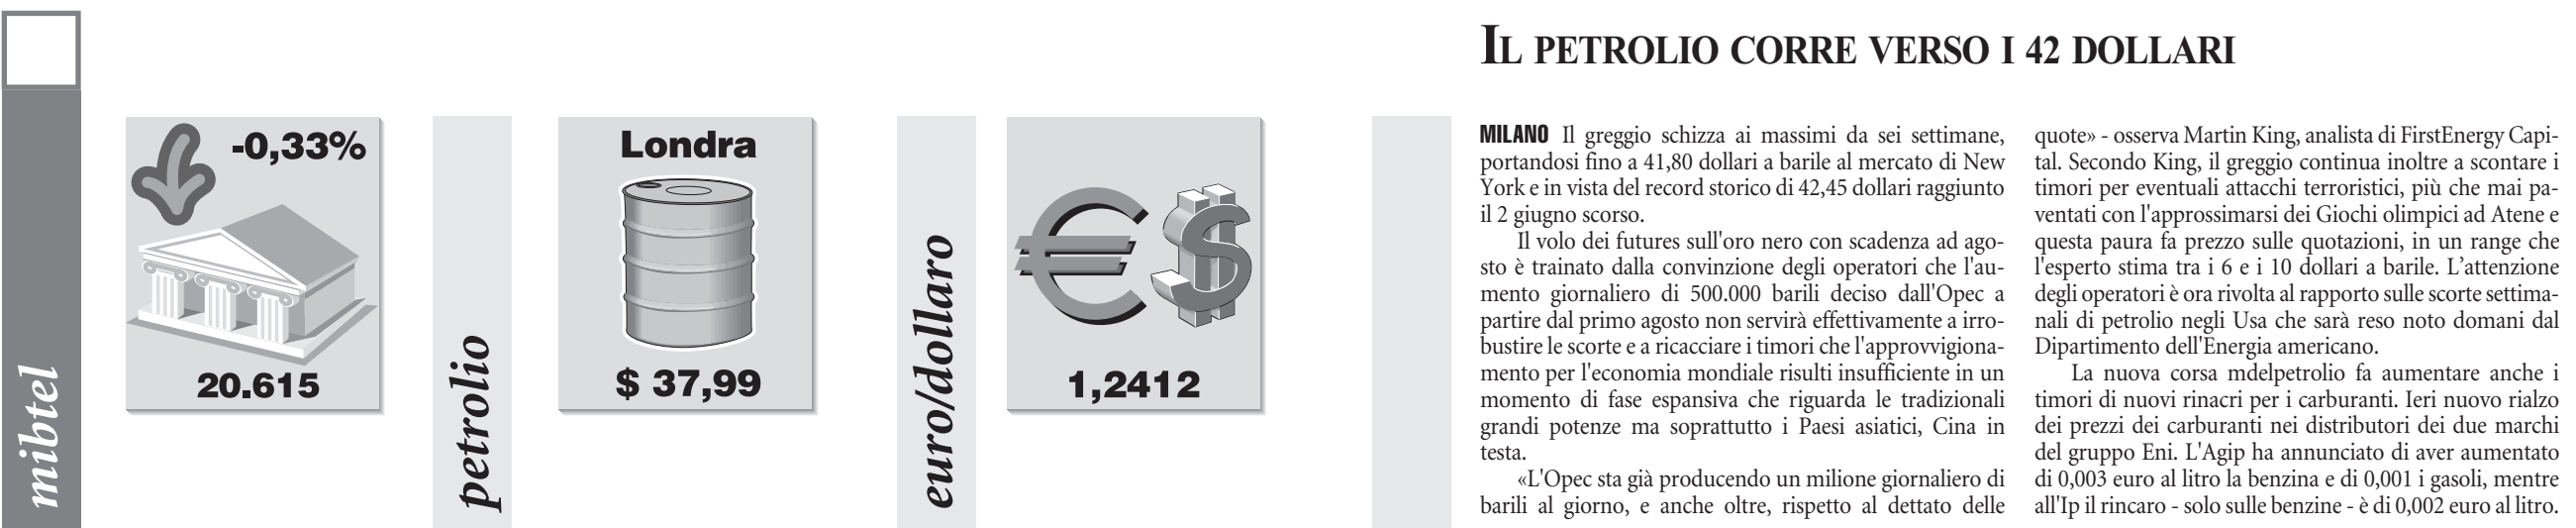 mibtel
-0,33%
20.615
petrolio
Londra
$ 37,99
euro/dollaro
1,2412
IL PETROLIO CORRE VERSO I 42 DOLLARI
MILANO Il greggio schizza ai massimi da sei settimane,
portandosi fino a 41,80 dollari a barile al mercato di New
York e in vista del record storico di 42,45 dollari raggiunto
il 2 giugno scorso.
Il volo dei futures sull'oro nero con scadenza ad ago-
sto è trainato dalla convinzione degli operatori che l'au-
mento giornaliero di 500.000 barili deciso dall'Opec a
partire dal primo agosto non servirà effettivamente a irro-
bustire le scorte e a ricacciare i timori che l'approvvigiona-
mento per l'economia mondiale risulti insufficiente in un
momento di fase espansiva che riguarda le tradizionali
grandi potenze ma soprattutto i Paesi asiatici, Cina in
testa.
«L'Opec sta già producendo un milione giornaliero di
barili al giorno, e anche oltre, rispetto al dettato delle
quote» - osserva Martin King, analista di FirstEnergy Capi-
tal. Secondo King, il greggio continua inoltre a scontare i
timori per eventuali attacchi terroristici, più che mai pa-
ventati con l'approssimarsi dei Giochi olimpici ad Atene e
questa paura fa prezzo sulle quotazioni, in un range che
l'esperto stima tra i 6 e i 10 dollari a barile. L’attenzione
degli operatori è ora rivolta al rapporto sulle scorte settima-
nali di petrolio negli Usa che sarà reso noto domani dal
Dipartimento dell'Energia americano.
La nuova corsa mdelpetrolio fa aumentare anche i
timori di nuovi rinacri per i carburanti. Ieri nuovo rialzo
dei prezzi dei carburanti nei distributori dei due marchi
del gruppo Eni. L'Agip ha annunciato di aver aumentato
di 0,003 euro al litro la benzina e di 0,001 i gasoli, mentre
all'Ip il rincaro - solo sulle benzine - è di 0,002 euro al litro.